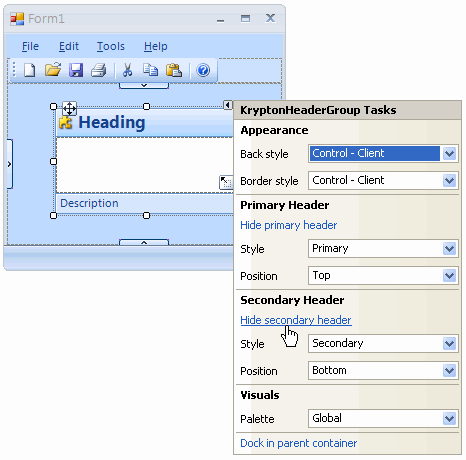 Form1
File Edit Tools Help
Heading
Description
KryptonHeaderGroup Tasks
Appearance
Back style Control - Client
Border style Control - Client
Primary Header
Hide primary header
Style Primary
Position Top
Secondary Header
Hide secondary header
Style Secondary
Position Bottom
Visuals
Palette Global
Dock in parent container